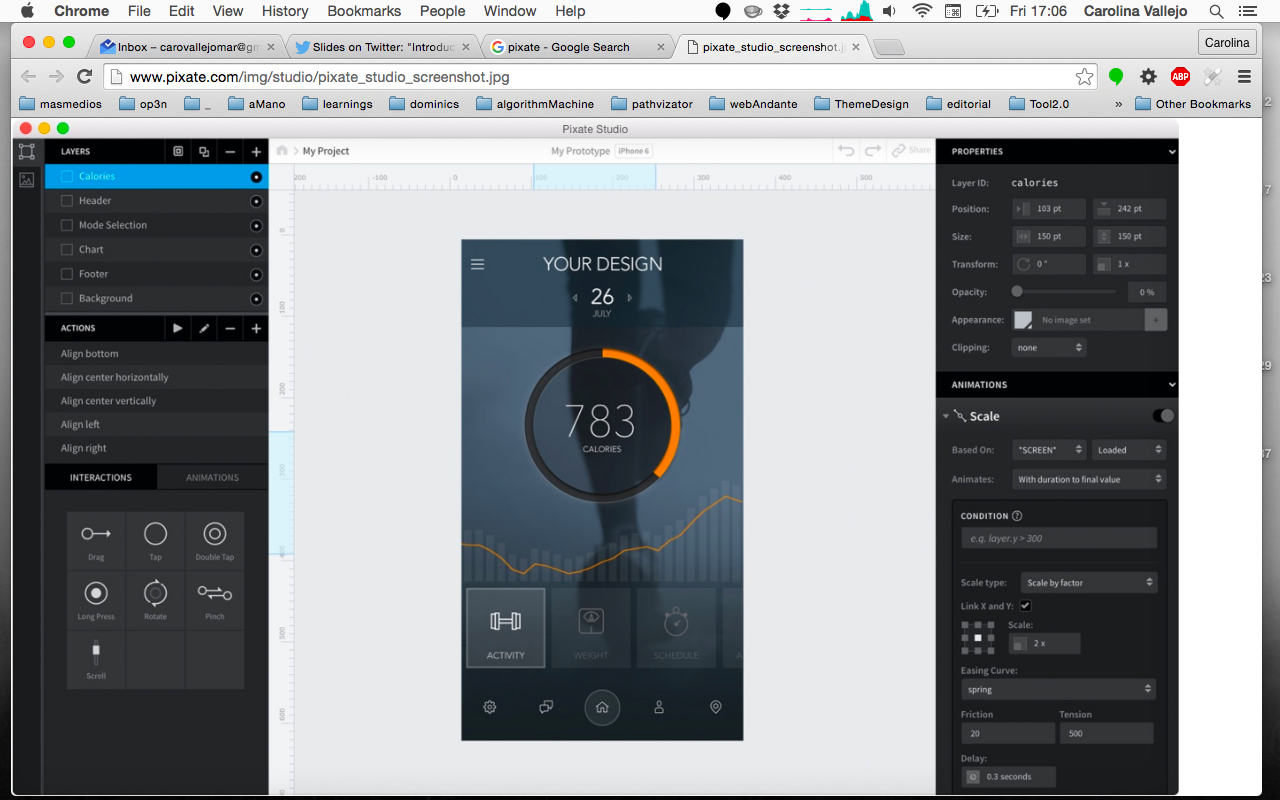 Chrome File Edit View History Bookmarks People Window Help Fri 17:06 Carolina Vallejo
Inbox – carovallejomar@gm
Slides on Twitter: "Introduc
pixate - Google Search
pixate_studio_screenshot.j
Carolina
www.pixate.com/img/studio/pixate_studio_screenshot.jpg
ABP
masmedios op3n _ aMano learnings dominics algorithmMachine pathvizator webAndante ThemeDesign editorial Tool2.0 » Other Bookmarks
Pixate Studio
LAYERS
Calories
Header
Mode Selection
Chart
Footer
Background
ACTIONS
Align bottom
Align center horizontally
Align center vertically
Align left
Align right
INTERACTIONS ANIMATIONS
Drag Tap Double Tap
Long Press Rotate Pinch
Scroll
My Project
My Prototype iPhone 6
Share
200 -100 0 100 200 300 400 500
0
100
200
300
400
500
600
YOUR DESIGN
26
JULY
783
CALORIES
ACTIVITY WEIGHT SCHEDULE A
PROPERTIES
Layer ID: calories
Position: 103 pt 242 pt
Size: 150 pt 150 pt
Transform: 0 ° 1 x
Opacity: 0 %
Appearance: No image set +
Clipping: none
ANIMATIONS
Scale
Based On: *SCREEN* Loaded
Animates: With duration to final value
CONDITION ?
e.g. layer.y > 300
Scale type: Scale by factor
Link X and Y:
Scale:
2 x
Easing Curve:
spring
Friction Tension
20 500
Delay:
0.3 seconds